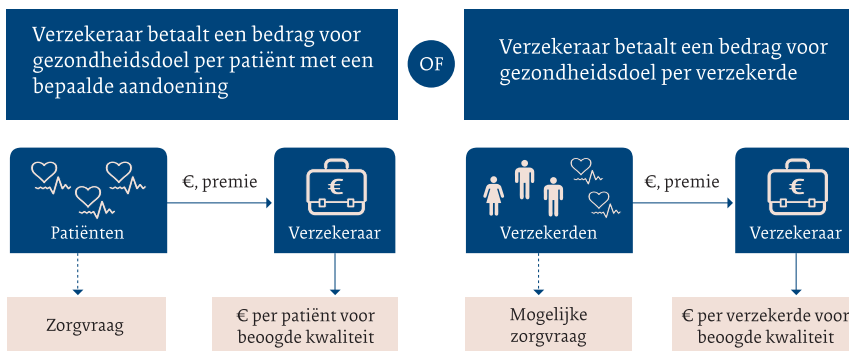 Verzekeraar betaalt een bedrag voor
gezondheidsdoel per patiënt met een
bepaalde aandoening
OF
Verzekeraar betaalt een bedrag voor
gezondheidsdoel per verzekerde
€, premie
€
Patiënten
Verzekeraar
Zorgvraag
€ per patiënt voor
beoogde kwaliteit
€, premie
€
Verzekerden
Verzekeraar
Mogelijke
zorgvraag
€ per verzekerde voor
beoogde kwaliteit